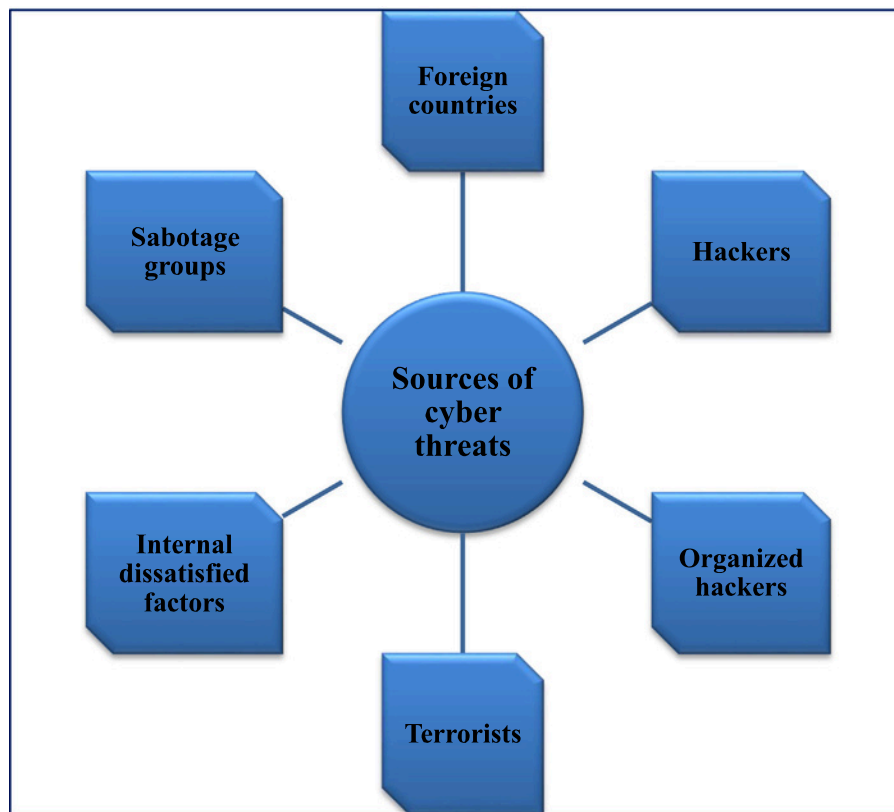 Foreign
countries
Sabotage
groups
Hackers
Sources of
cyber
threats
Internal
dissatisfied
factors
Organized
hackers
Terrorists